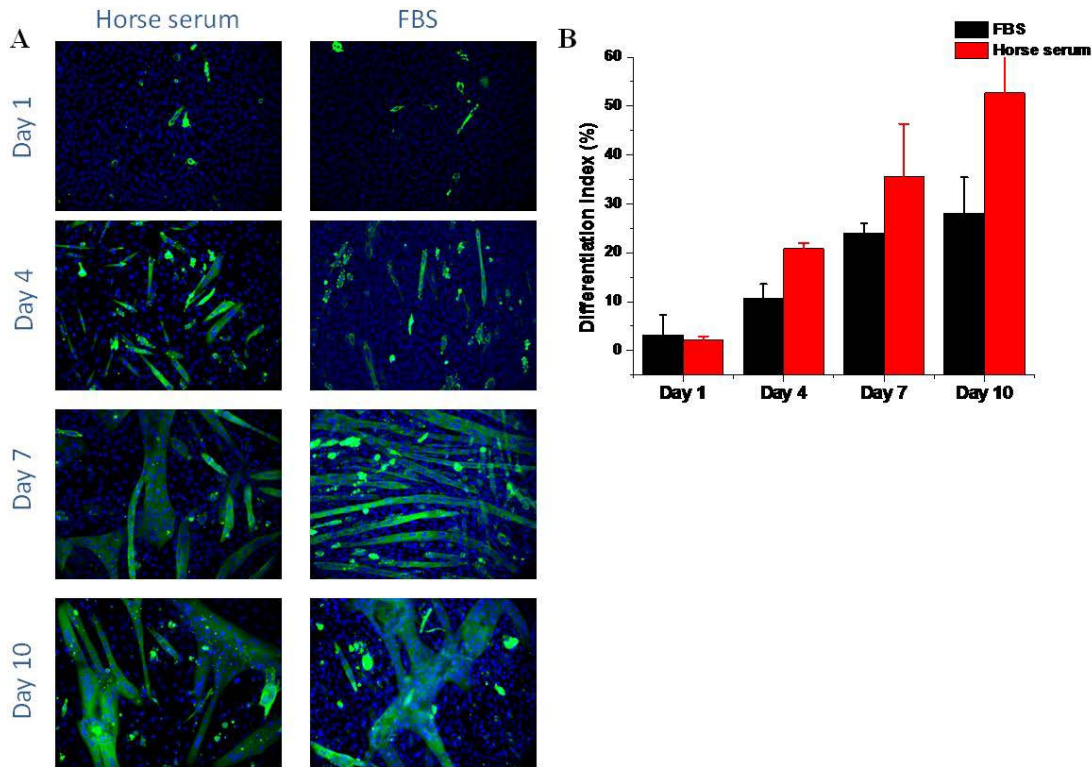 A
Horse serum
FBS
Day 1
Day 4
Day 7
Day 10
B
FBS
Horse serum
Differentiation Index (%)
60
50
40
30
20
10
0
Day 1
Day 4
Day 7
Day 10